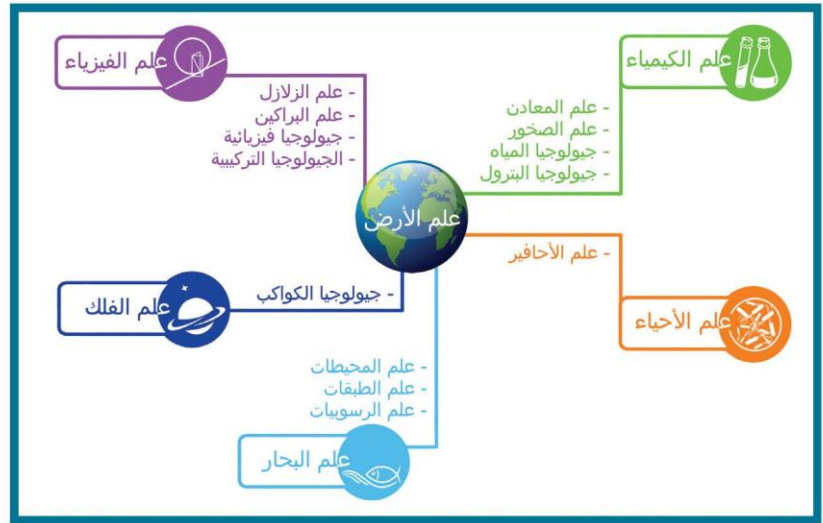 علم الكيمياء
- علم المعادن
- علم الصخور
- جيولوجيا المياه
- جيولوجيا البترول
علم الفيزياء
- علم الزلازل
- علم البراكين
- جيولوجيا فيزيائية
- الجيولوجيا التركيبية
علم الأرض
- علم الأحافير
علم الأحياء
- جيولوجيا الكواكب
علم الفلك
- علم المحيطات
- علم الطبقات
- علم الرسوبيات
علم البحار